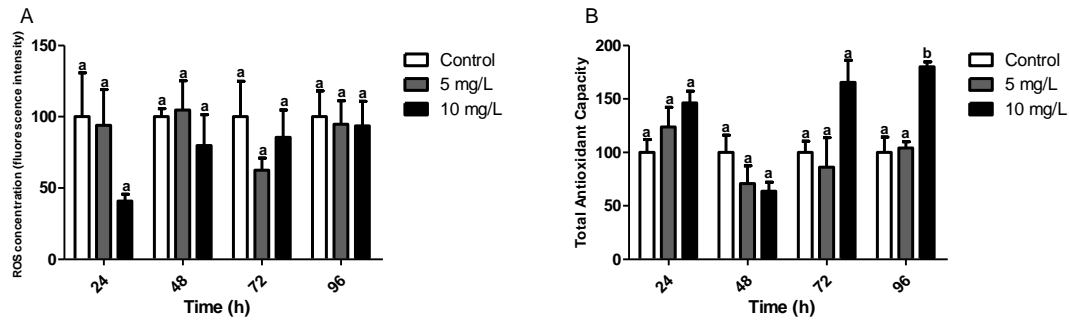 A
ROS concentration (fluorescence intensity)
150
100
50
0
a a a
a a a
a a a
a a a
24 48 72 96
Time (h)
Control
5 mg/L
10 mg/L
B
Total Antioxidant Capacity
200
150
100
50
0
a a a
a a a
a a a
a a b
24 48 72 96
Time (h)
Control
5 mg/L
10 mg/L